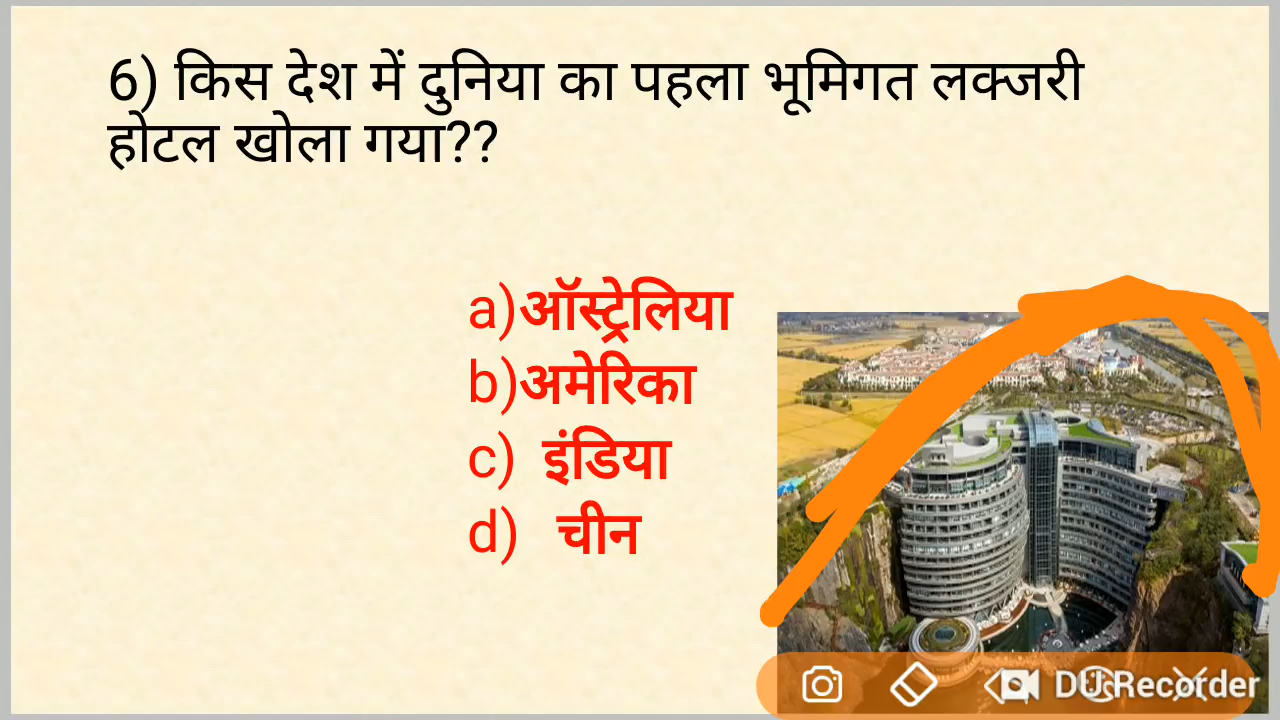 6) किस देश में दुनिया का पहला भूमिगत लक्जरी
होटल खोला गया??
a)ऑस्ट्रेलिया
b)अमेरिका
c) इंडिया
d) चीन
DU Recorder